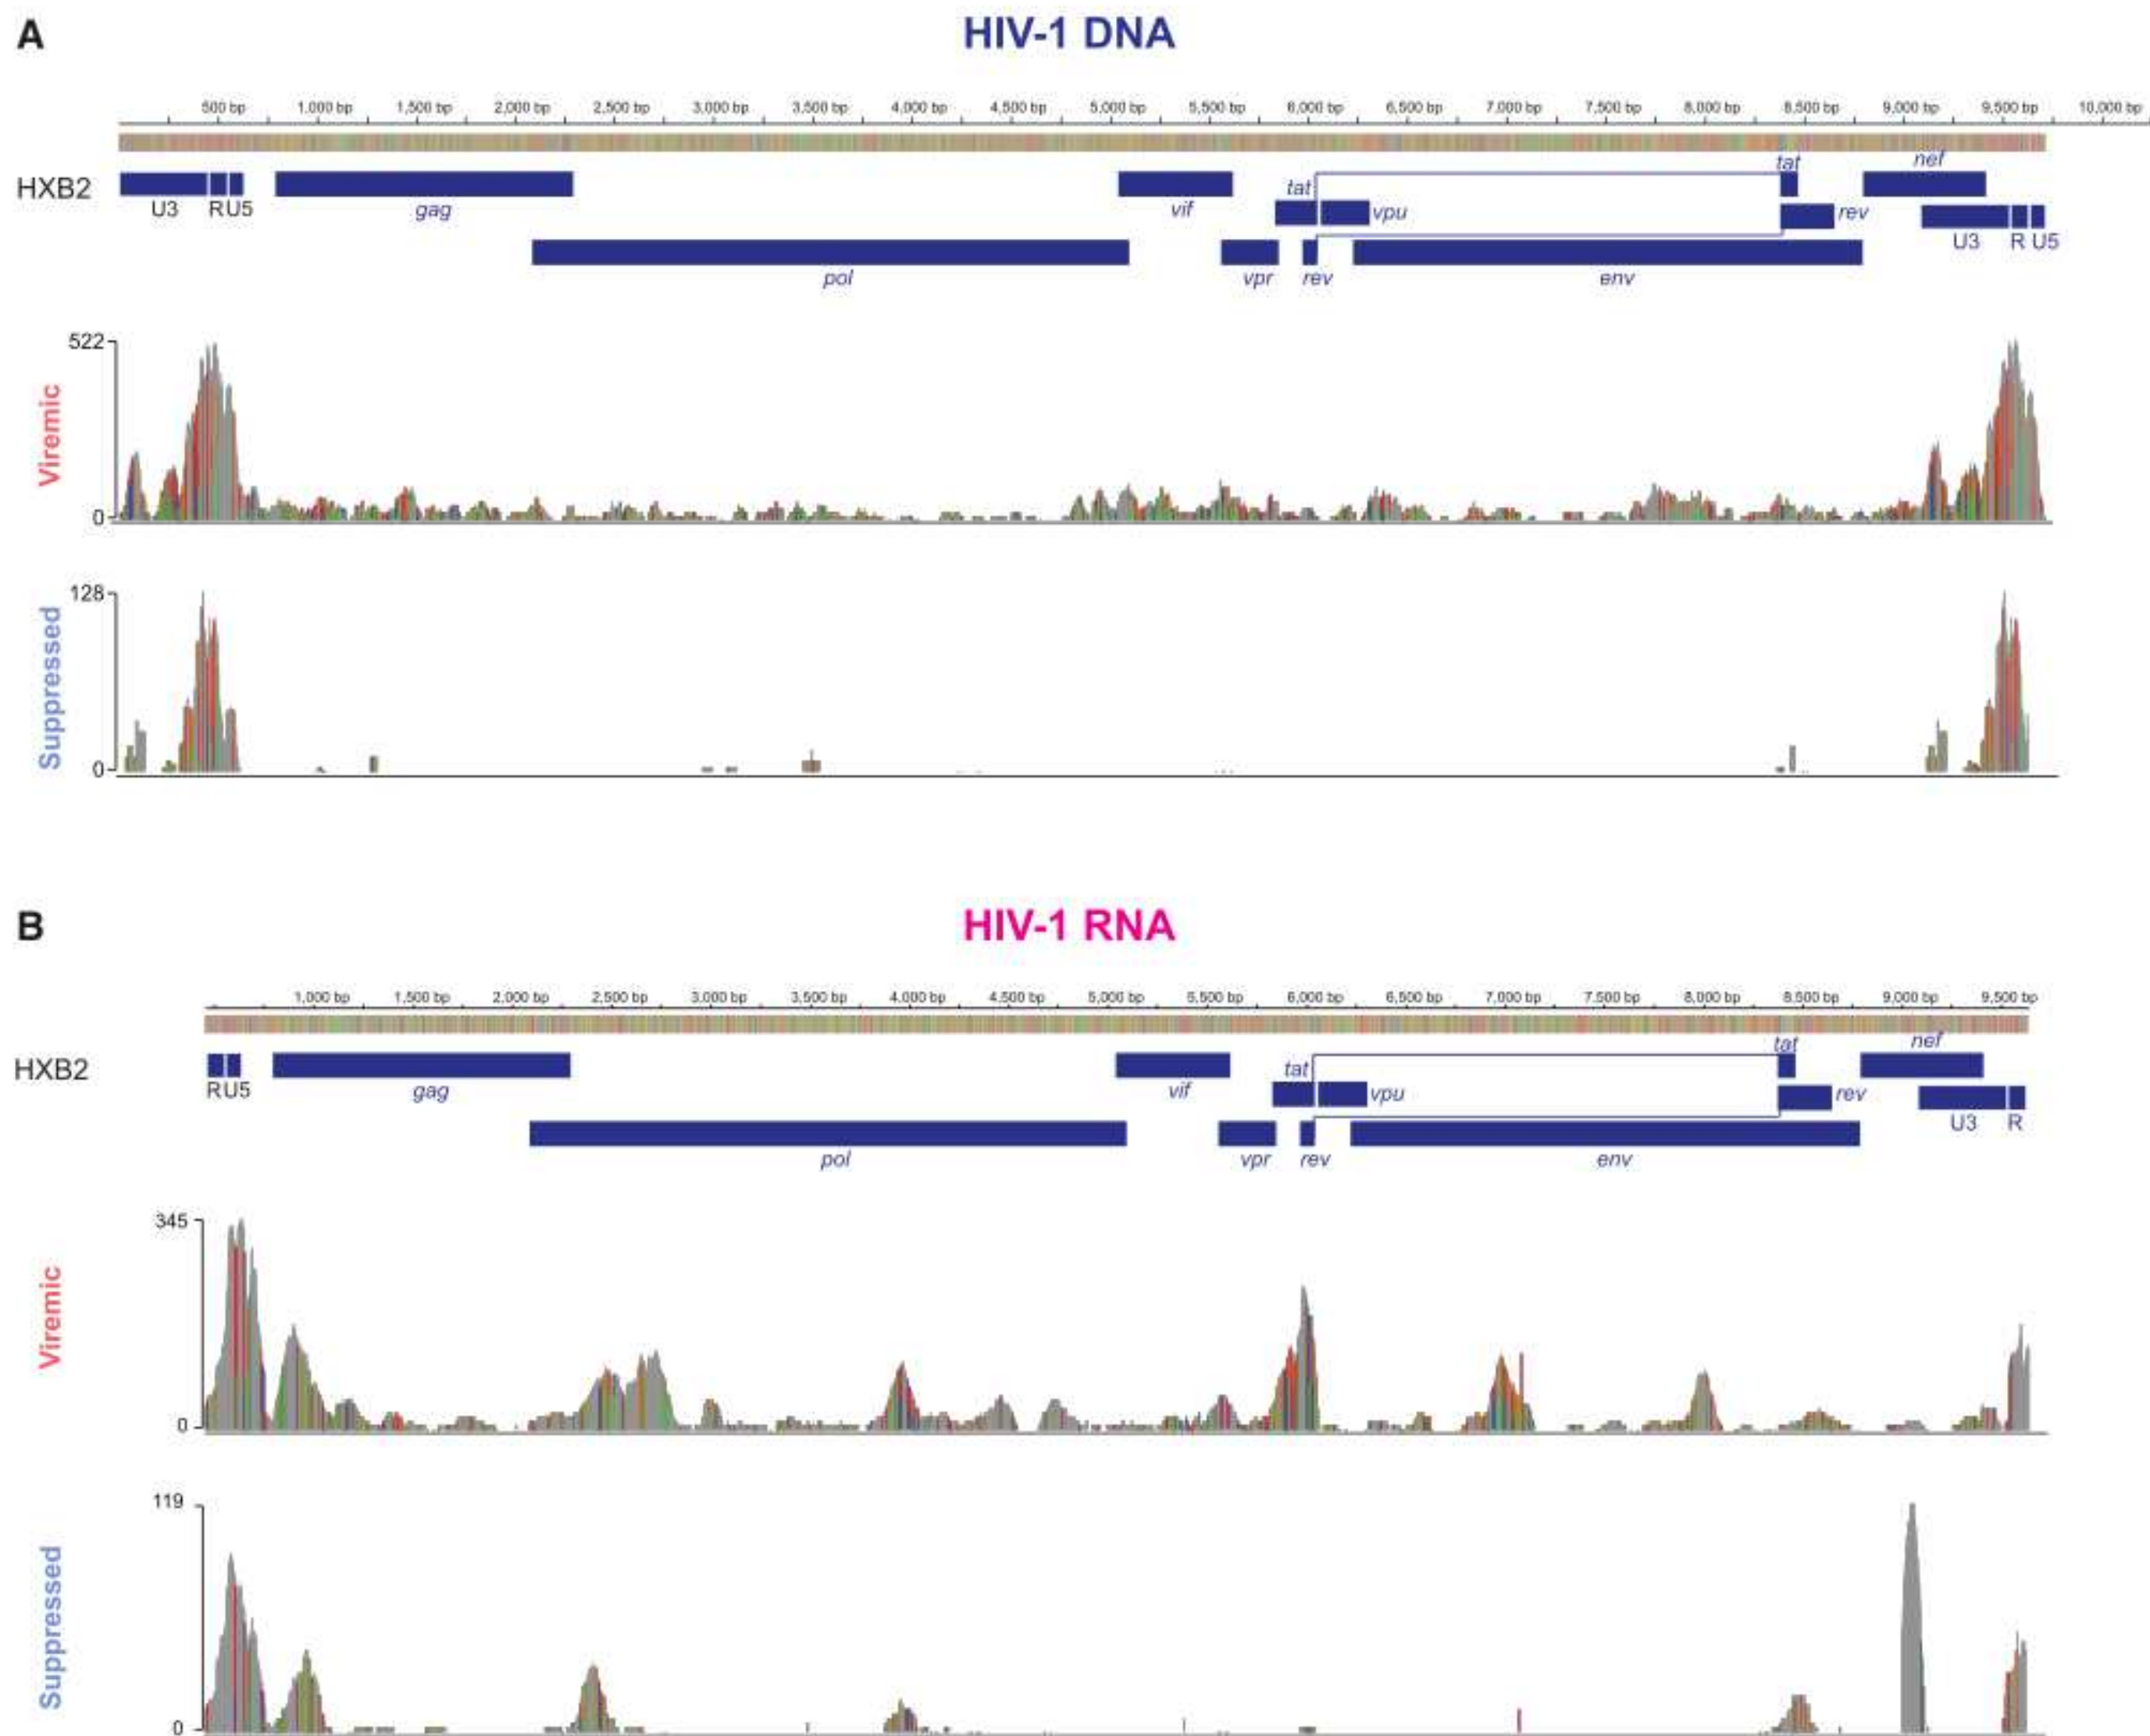 A
HIV-1 DNA
500 bp 1,000 bp 1,500 bp 2,000 bp 2,500 bp 3,000 bp 3,500 bp 4,000 bp 4,500 bp 5,000 bp 5,500 bp 6,000 bp 6,500 bp 7,000 bp 7,500 bp 8,000 bp 8,500 bp 9,000 bp 9,500 bp 10,000 bp
tat nef
HXB2 tat
U3 R U5 gag vif vpu rev
U3 R U5
pol vpr rev env
522
Viremic
0
128
Suppressed
0
B
HIV-1 RNA
1,000 bp 1,500 bp 2,000 bp 2,500 bp 3,000 bp 3,500 bp 4,000 bp 4,500 bp 5,000 bp 5,500 bp 6,000 bp 6,500 bp 7,000 bp 7,500 bp 8,000 bp 8,500 bp 9,000 bp 9,500 bp
tat nef
HXB2 tat
R U5 gag vif vpu rev
U3 R
pol vpr rev env
345
Viremic
0
119
Suppressed
0